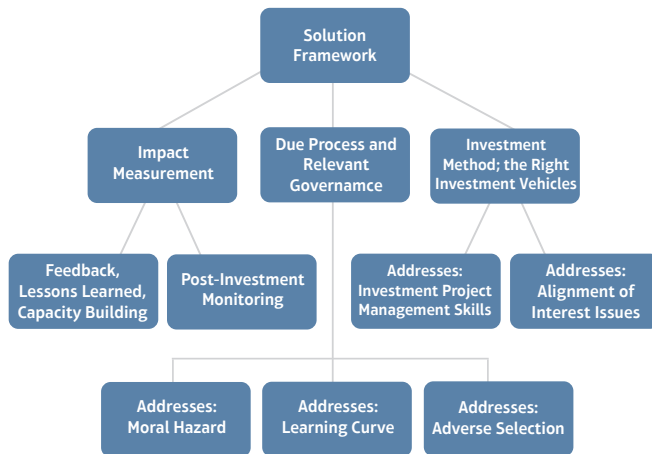 Solution
Framework
Impact
Measurement
Due Process and
Relevant
Governamce
Investment
Method; the Right
Investment Vehicles
Feedback,
Lessons Learned,
Capacity Building
Post-Investment
Monitoring
Addresses:
Investment Project
Management Skills
Addresses:
Alignment of
Interest Issues
Addresses:
Moral Hazard
Addresses:
Learning Curve
Addresses:
Adverse Selection